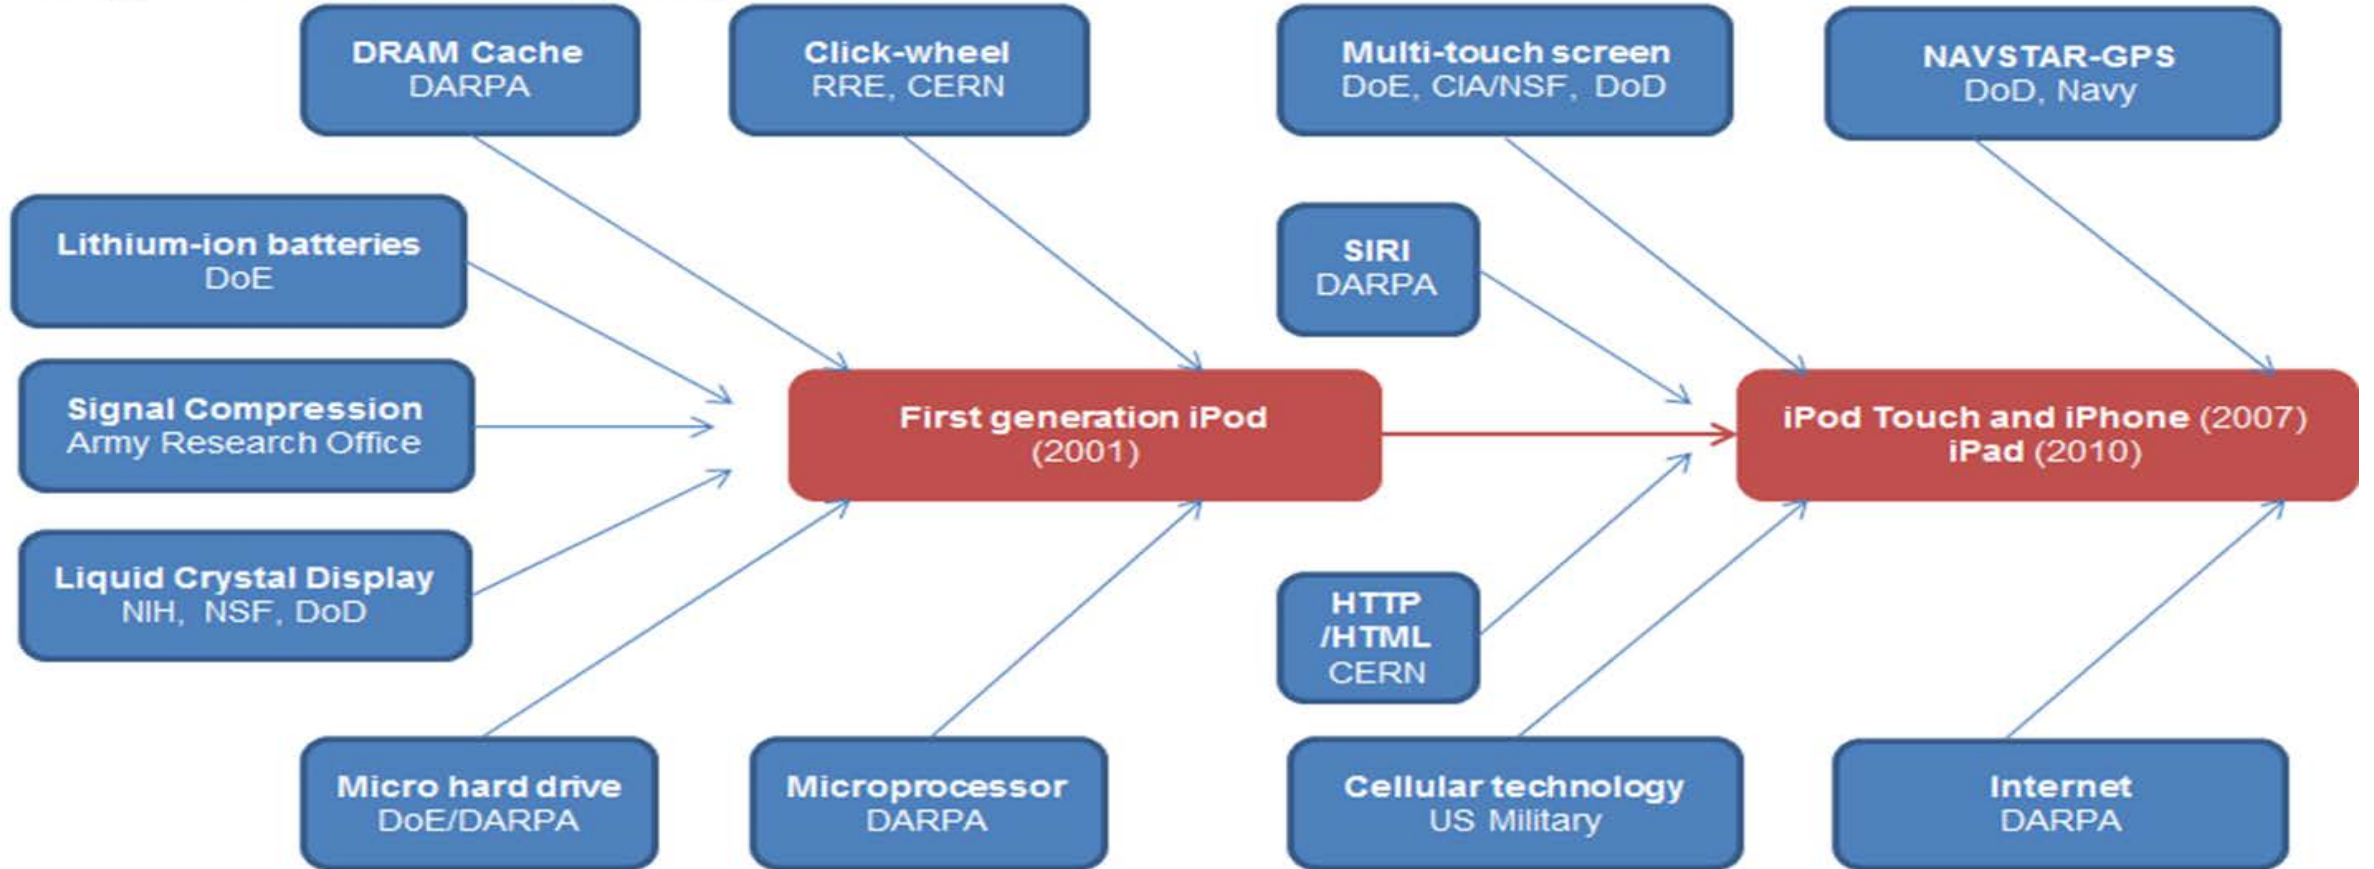 DRAM Cache
DARPA
Click-wheel
RRE, CERN
Multi-touch screen
DoE, CIA/NSF, DoD
NAVSTAR-GPS
DoD, Navy
Lithium-ion batteries
DoE
SIRI
DARPA
Signal Compression
Army Research Office
First generation iPod
(2001)
iPod Touch and iPhone (2007)
iPad (2010)
Liquid Crystal Display
NIH, NSF, DoD
HTTP
/HTML
CERN
Micro hard drive
DoE/DARPA
Microprocessor
DARPA
Cellular technology
US Military
Internet
DARPA